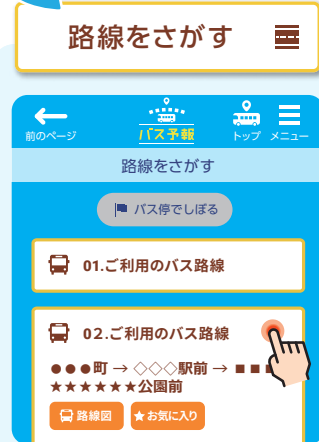 路線をさがす
前のページ
バス予報
トップ
メニュー
路線をさがす
バス停でしぼる
01.ご利用のバス路線
02.ご利用のバス路線
●●●町 → ◇◇◇駅前 → ■■
★★★★★★公園前
路線図
★お気に入り